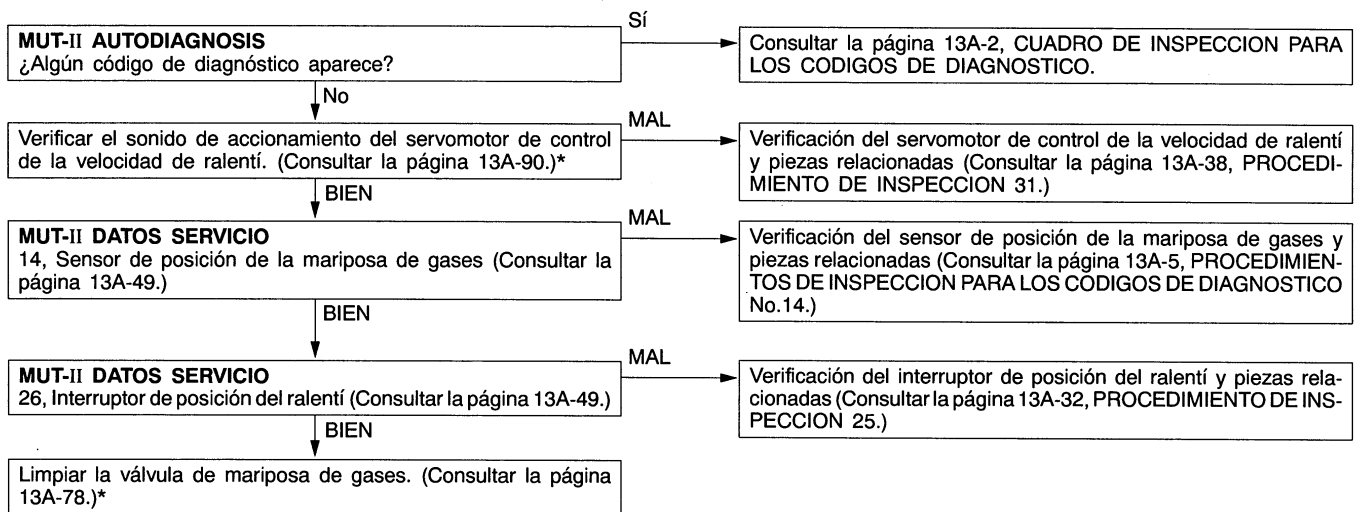 Sí
MUT-II AUTODIAGNOSIS
¿Algún código de diagnóstico aparece?
Consultar la página 13A-2, CUADRO DE INSPECCION PARA
LOS CODIGOS DE DIAGNOSTICO.
No
Verificar el sonido de accionamiento del servomotor de control
de la velocidad de ralentí. (Consultar la página 13A-90.)*
MAL
Verificación del servomotor de control de la velocidad de ralentí
y piezas relacionadas (Consultar la página 13A-38, PROCEDI-
MIENTO DE INSPECCION 31.)
BIEN
MUT-II DATOS SERVICIO
14, Sensor de posición de la mariposa de gases (Consultar la
página 13A-49.)
MAL
Verificación del sensor de posición de la mariposa de gases y
piezas relacionadas (Consultar la página 13A-5, PROCEDIMIEN-
TOS DE INSPECCION PARA LOS CODIGOS DE DIAGNOSTICO
No.14.)
BIEN
MUT-II DATOS SERVICIO
26, Interruptor de posición del ralentí (Consultar la página 13A-49.)
MAL
Verificación del interruptor de posición del ralentí y piezas rela-
cionadas (Consultar la página 13A-32, PROCEDIMIENTO DE INS-
PECCION 25.)
BIEN
Limpiar la válvula de mariposa de gases. (Consultar la página
13A-78.)*